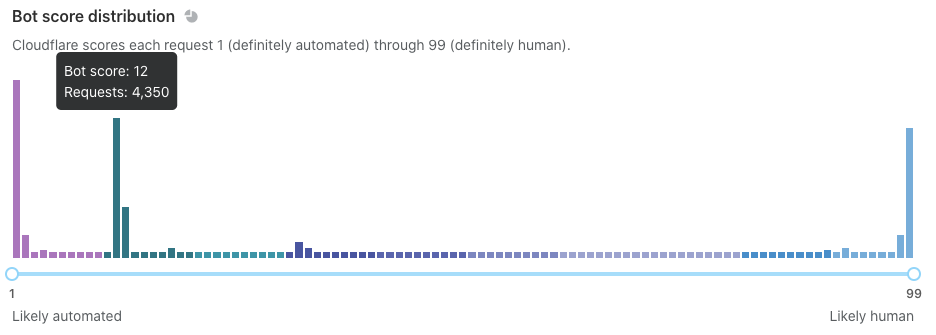 Bot score distribution
Cloudflare scores each request 1 (definitely automated) through 99 (definitely human).
Bot score: 12
Requests: 4,350
1
99
Likely automated
Likely human